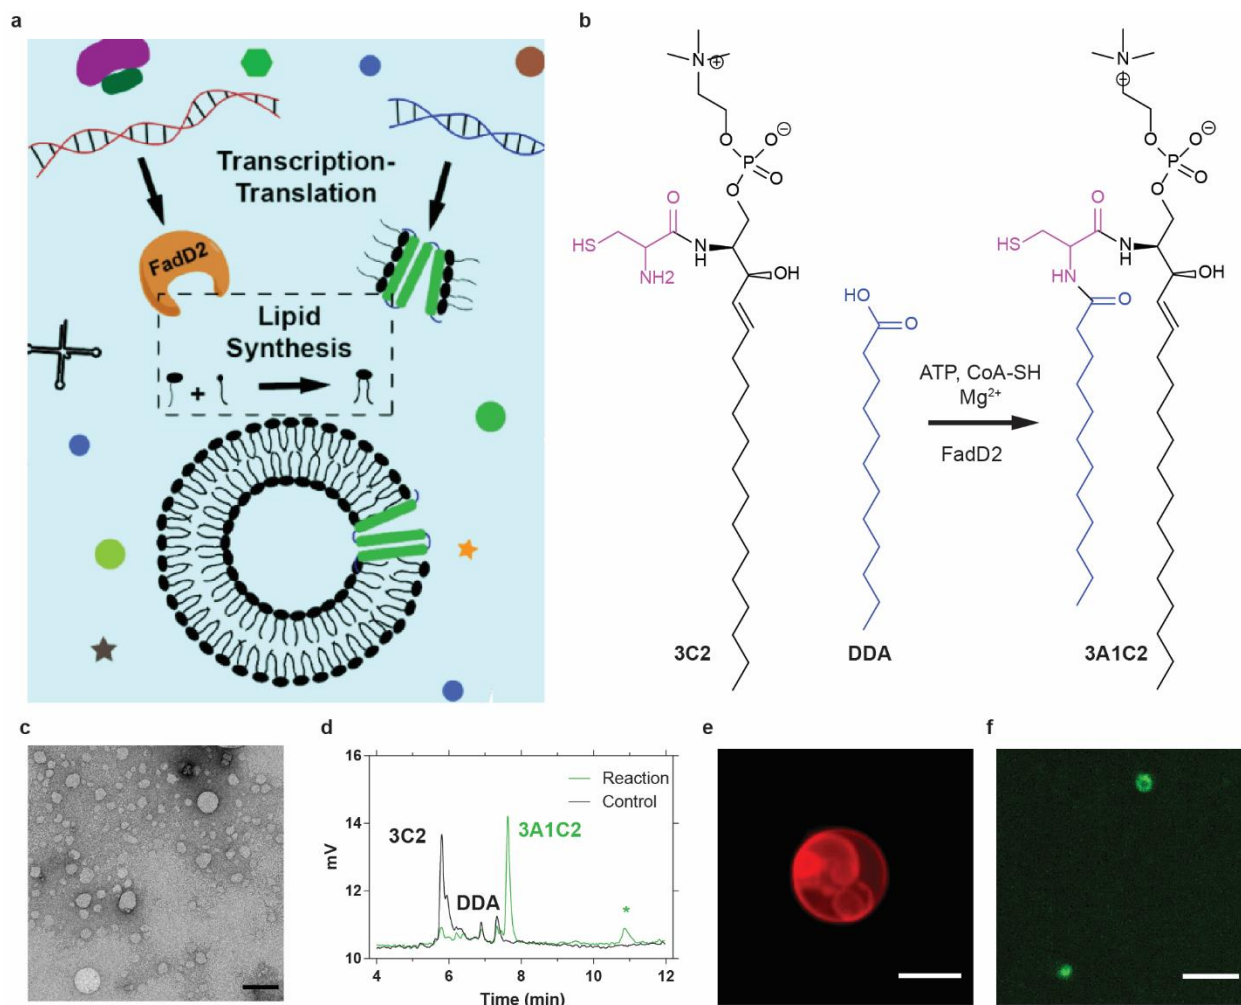 a
Transcription-
Translation
FadD2
Lipid
Synthesis
+
b
N
⊕
O
O
⊖
P
O
O
O
HS
N
H
NH2
OH
HO
O
3C2
DDA
ATP, CoA-SH
Mg²⁺
FadD2
N
⊕
O
O
⊖
P
O
O
O
HS
N
H
OH
NH
O
3A1C2
c
d
16
14
12
10
mV
Reaction
Control
3C2
3A1C2
DDA
*
4
6
8
10
12
Time (min)
e
f